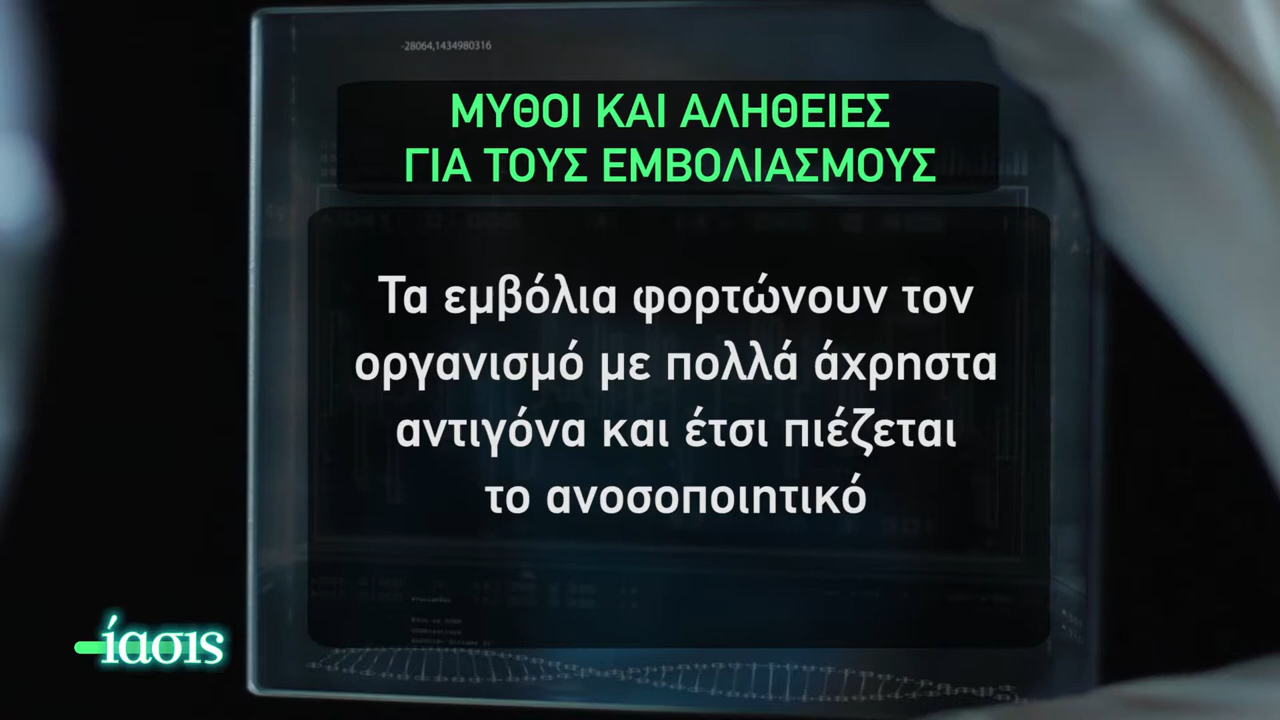 -28064,1434980316
ΜΥΘΟΙ ΚΑΙ ΑΛΗΘΕΙΕΣ
ΓΙΑ ΤΟΥΣ ΕΜΒΟΛΙΑΣΜΟΥΣ
Τα εμβόλια φορτώνουν τον
οργανισμό με πολλά άχρηστα
αντιγόνα και έτσι πιέζεται
το ανοσοποιητικό
ίασις